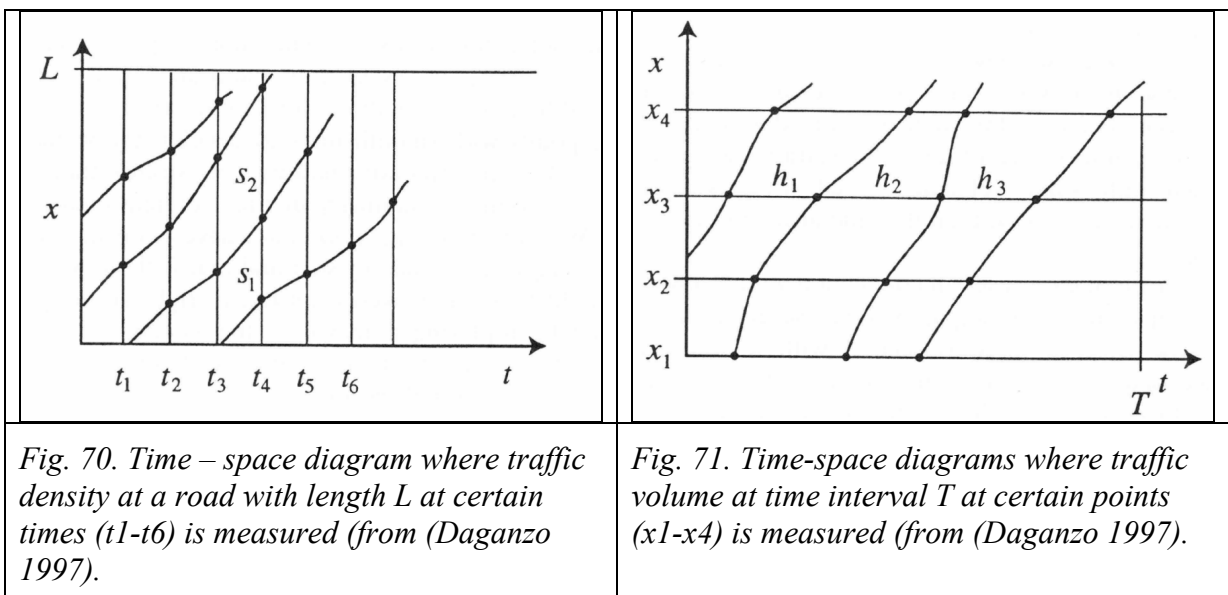 L
x
s₂
s₁
t₁ t₂ t₃ t₄ t₅ t₆ t
x
x₄
x₃
x₂
x₁
h₁ h₂ h₃
T t
Fig. 70. Time – space diagram where traffic
density at a road with length L at certain
times (t1-t6) is measured (from (Daganzo
1997).
Fig. 71. Time-space diagrams where traffic
volume at time interval T at certain points
(x1-x4) is measured (from (Daganzo 1997).